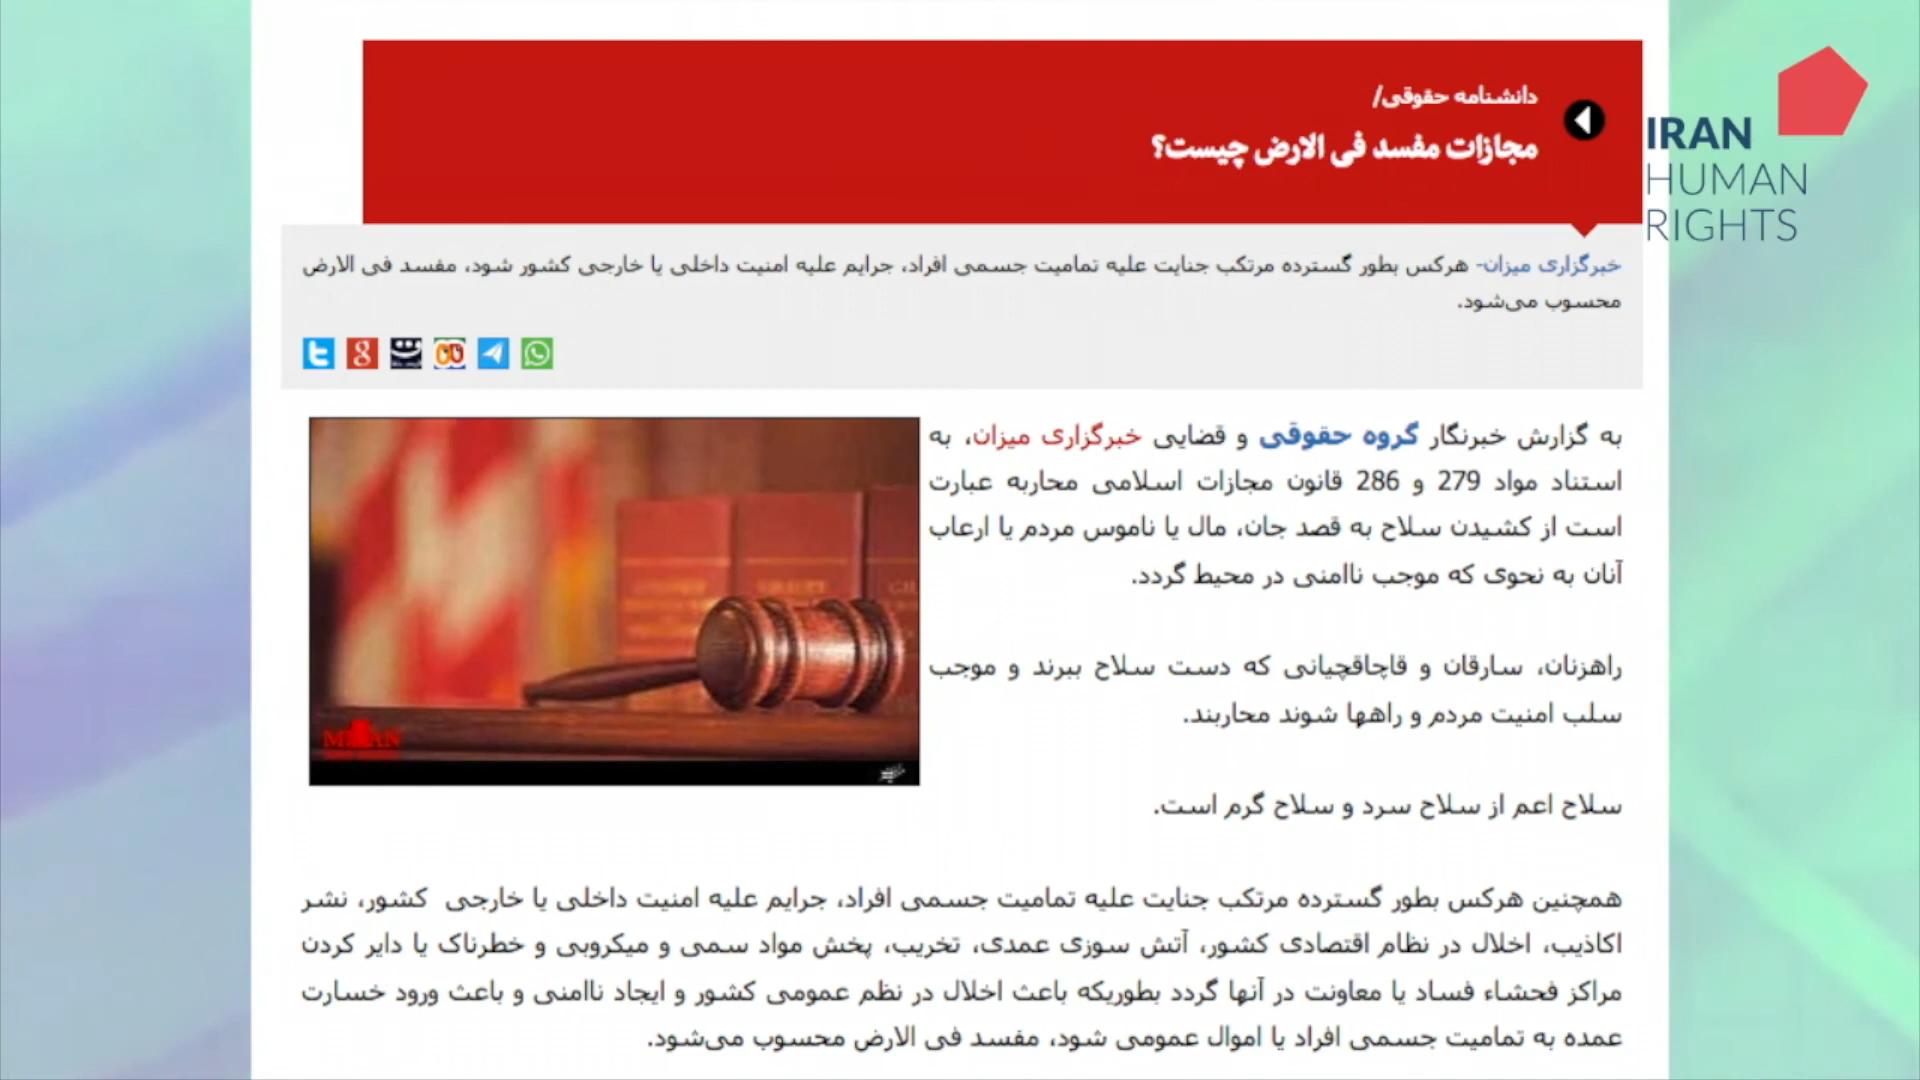 دانشنامه حقوقی/
مجازات مفسد فی الارض چیست؟
IRAN
HUMAN
RIGHTS
خبرگزاری میزان- هرکس بطور گسترده مرتکب جنایت علیه تمامیت جسمی افراد، جرایم علیه امنیت داخلی یا خارجی کشور شود، مفسد فی الارض
محسوب می‌شود.
به گزارش خبرنگار گروه حقوقی و قضایی خبرگزاری میزان، به
استناد مواد 279 و 286 قانون مجازات اسلامی محاربه عبارت
است از کشیدن سلاح به قصد جان، مال یا ناموس مردم یا ارعاب
آنان به نحوی که موجب ناامنی در محیط گردد.
راهزنان، سارقان و قاچاقچیانی که دست سلاح ببرند و موجب
سلب امنیت مردم و راهها شوند محاربند.
سلاح اعم از سلاح سرد و سلاح گرم است.
همچنین هرکس بطور گسترده مرتکب جنایت علیه تمامیت جسمی افراد، جرایم علیه امنیت داخلی یا خارجی کشور، نشر
اکاذیب، اخلال در نظام اقتصادی کشور، آتش سوزی عمدی، تخریب، پخش مواد سمی و میکروبی و خطرناک یا دایر کردن
مراکز فحشاء فساد یا معاونت در آنها گردد بطوریکه باعث اخلال در نظم عمومی کشور و ایجاد ناامنی و باعث ورود خسارت
عمده به تمامیت جسمی افراد یا اموال عمومی شود، مفسد فی الارض محسوب می‌شود.